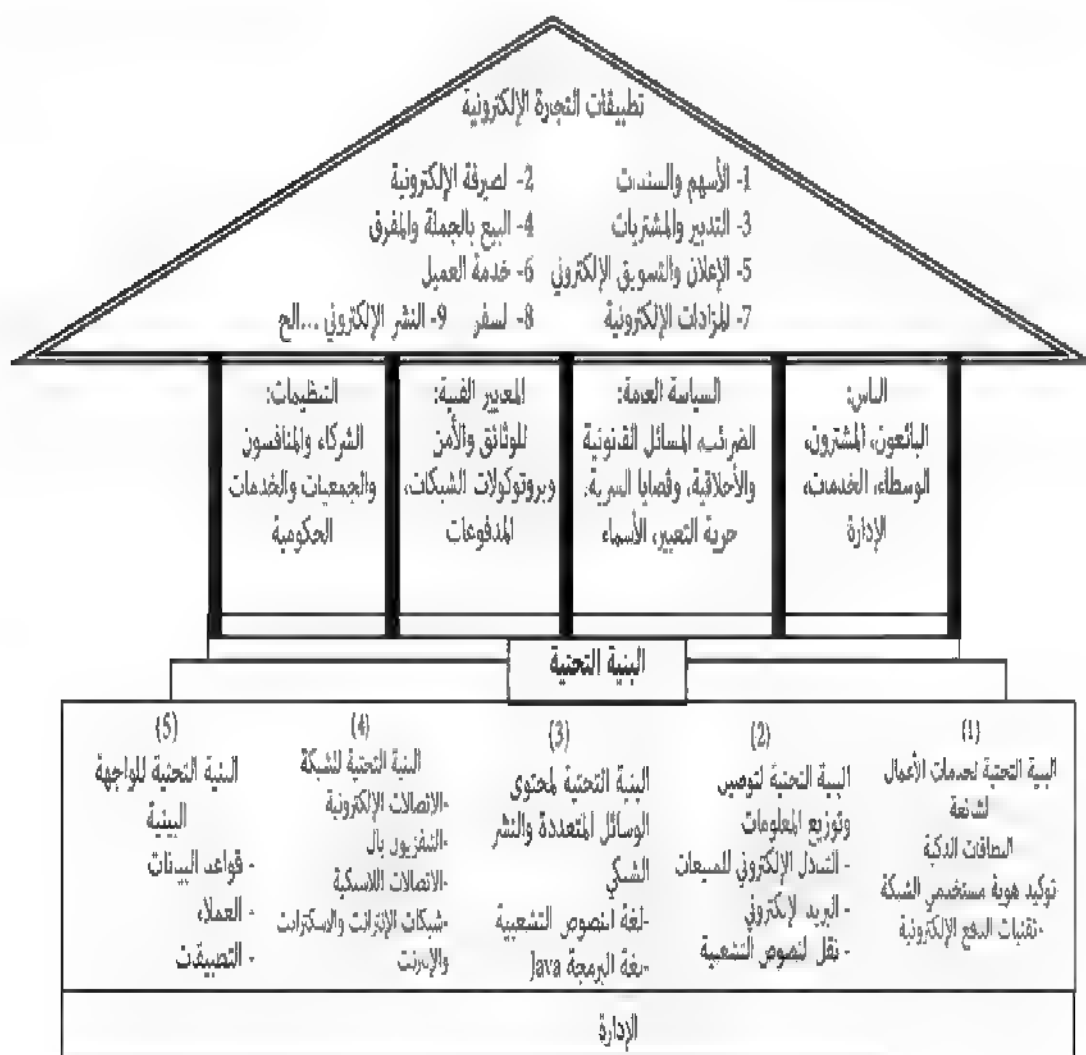 تطبيقات التجارة الإلكترونية
1- الأسهم والسندات 2- الصيرفة الإلكترونية
3- التدبير والمشتريات 4- البيع بالجملة والمفرق
5- الإعلان والتسويق الإلكتروني 6- خدمة العميل
7- المزادات الإلكترونية 8- السفر 9- النشر الإلكتروني ...الخ
الناس:
البائعون، المشترون،
الوسطاء، الخدمات،
الإدارة
السياسة العامة:
الضرائب، المسائل القانونية
والأخلاقية، وقضايا السرية،
حرية التعبير، الأسماء
المعايير الفنية:
للوثائق والأمن
وبروتوكولات الشبكات،
المدفوعات
التنظيمات:
الشركاء والمنافسون
والجمعيات والخدمات
الحكومية
البنية التحتية
(1)
البنية التحتية لخدمات الأعمال
الشائعة
البطاقات الذكية
توكيد هوية مستخدمي الشبكة
-تقنيات الدفع الإلكترونية
(2)
البنية التحتية لتوصيل
وتوزيع المعلومات
- التبادل الإلكتروني للمبيعات
- البريد الإلكتروني
- نقل النصوص التشعبية
(3)
البنية التحتية لمحتوى
الوسائل المتعددة والنشر
الشبكي
-لغة النصوص التشعبية
-لغة البرمجة Java
(4)
البنية التحتية للشبكة
-الاتصالات الإلكترونية
-التلفزيون بال
-الاتصالات اللاسلكية
-شبكات الإنترانت والاكسترانت
والإنترنت
(5)
البنية التحتية للواجهة
البينية
- قواعد البيانات
- العملاء
- التطبيقات
الإدارة